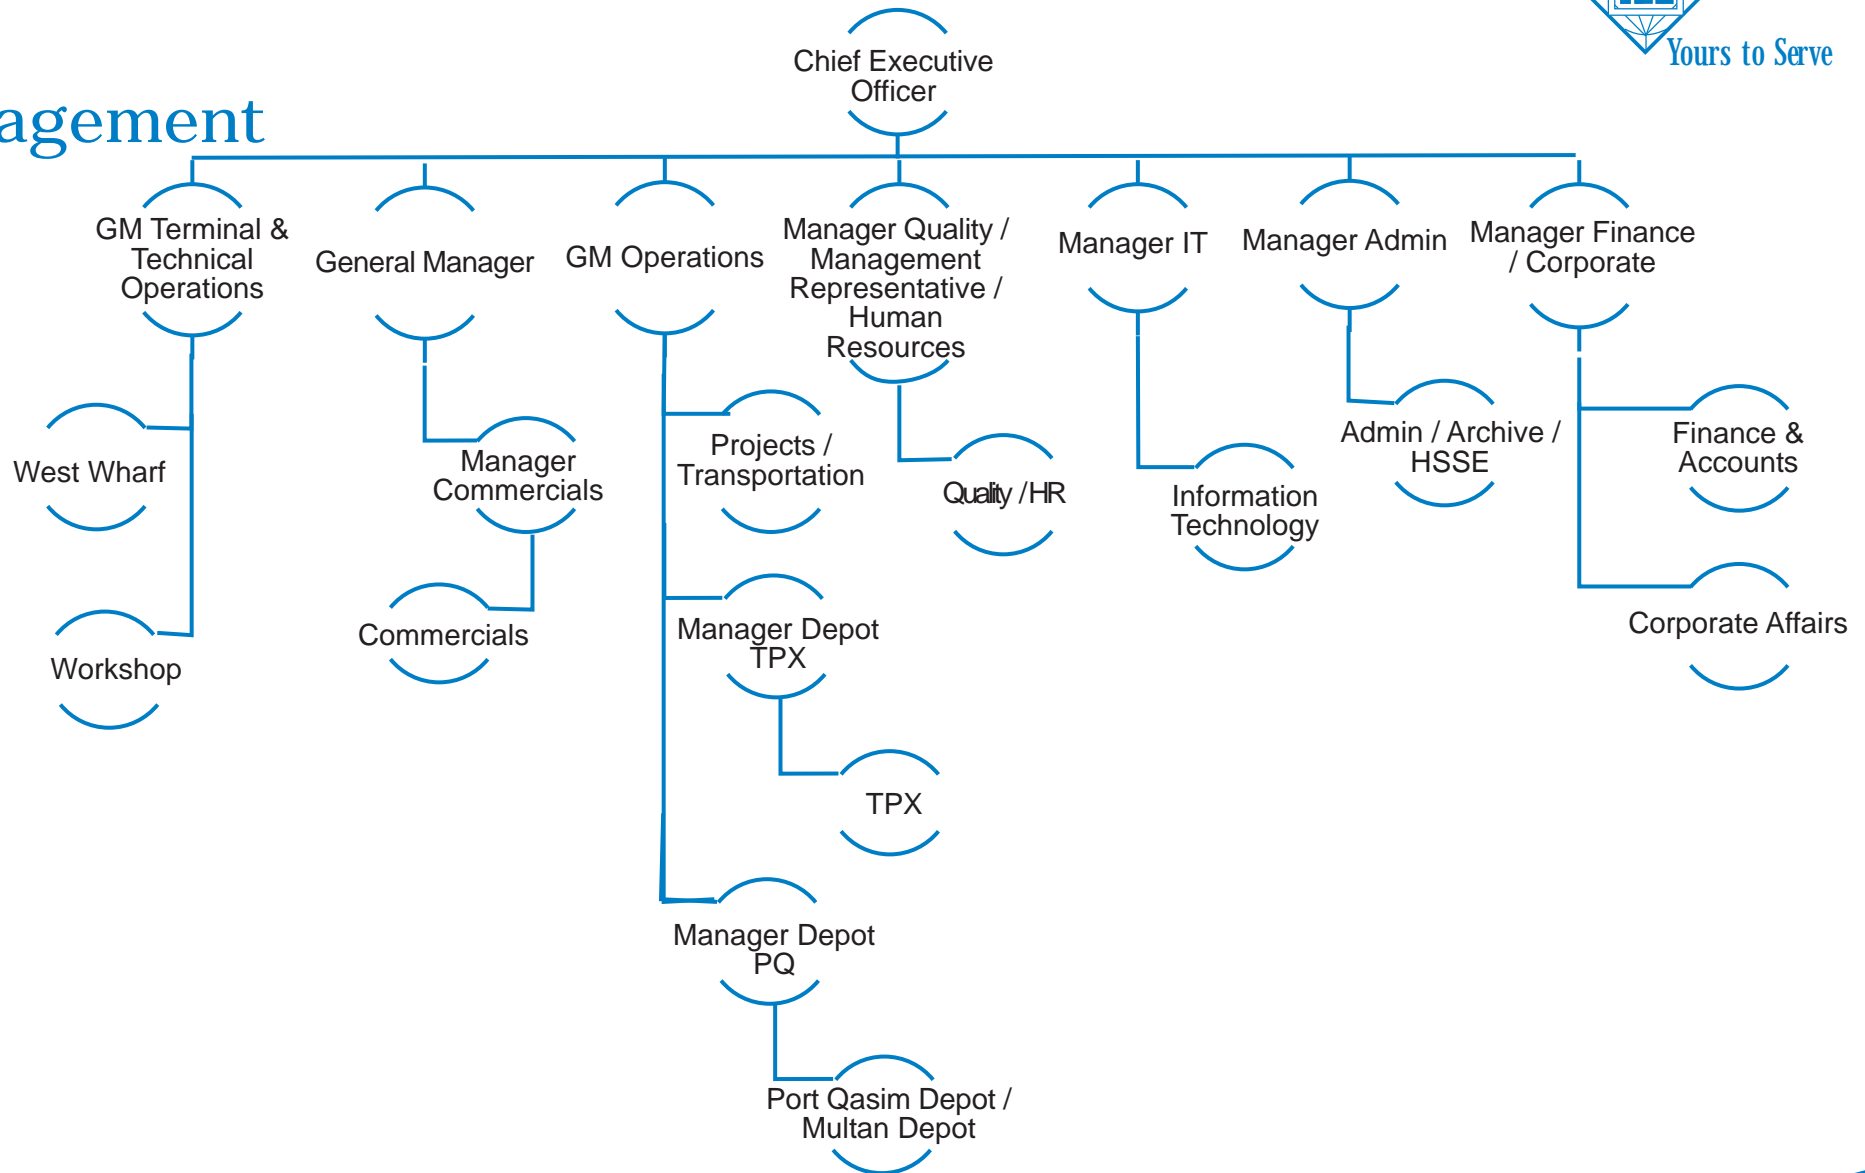 Yours to Serve
agement
Chief Executive
Officer
GM Terminal &
Technical
Operations
General Manager
GM Operations
Manager Quality /
Management
Representative /
Human
Resources
Manager IT
Manager Admin
Manager Finance
/ Corporate
West Wharf
Workshop
Manager
Commercials
Commercials
Projects /
Transportation
Manager Depot
TPX
TPX
Manager Depot
PQ
Port Qasim Depot /
Multan Depot
Quality / HR
Information
Technology
Admin / Archive /
HSSE
Finance &
Accounts
Corporate Affairs